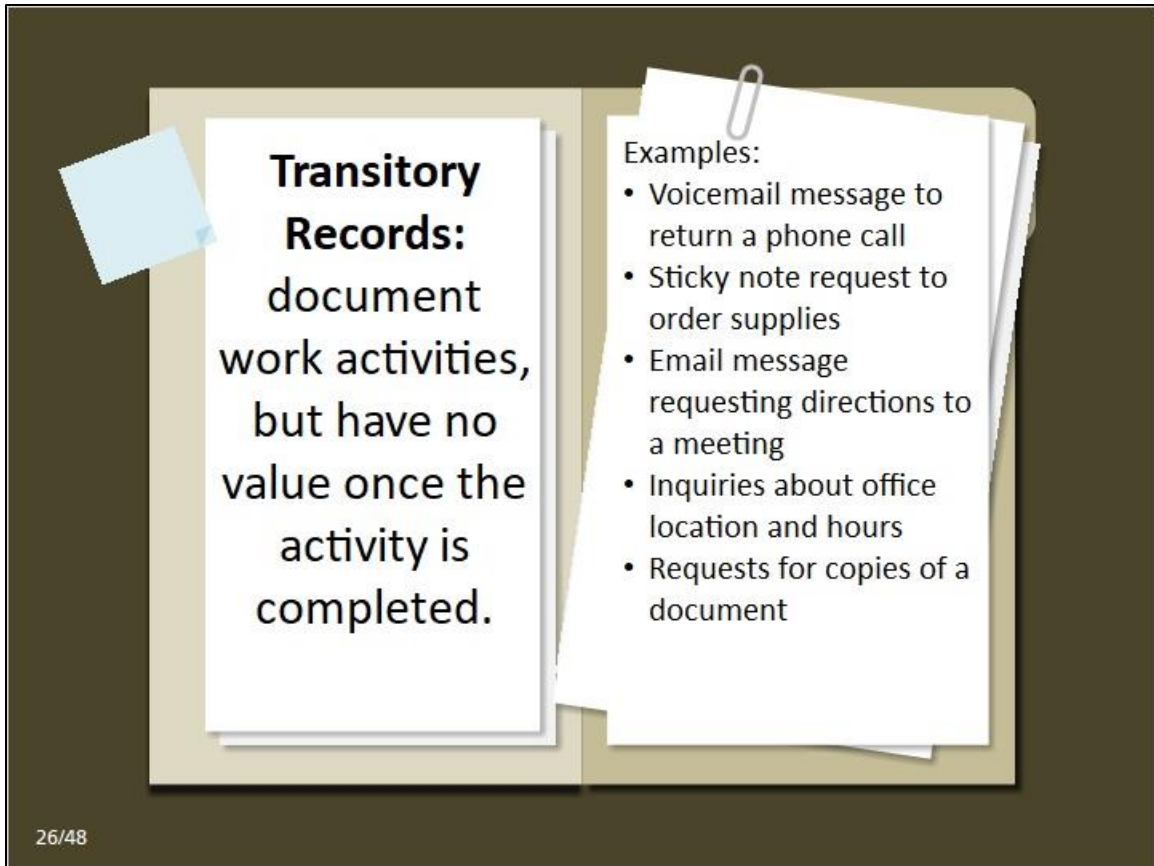 Transitory
Records:
document
work activities,
but have no
value once the
activity is
completed.
Examples:
• Voicemail message to
return a phone call
• Sticky note request to
order supplies
• Email message
requesting directions to
a meeting
• Inquiries about office
location and hours
• Requests for copies of a
document
26/48